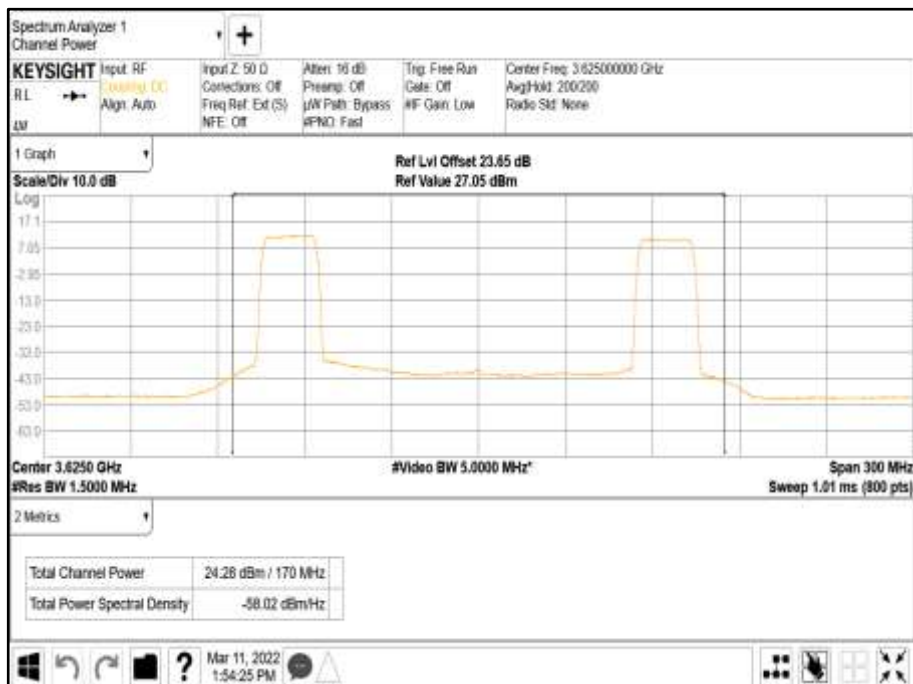 Spectrum Analyzer 1
Channel Power
+
KEYSIGHT
Input: RF
Coupling: DC
Align: Auto
RL
Input Z: 50 Ω
Corrections: Off
Freq Ref: Ext (S)
NFE: Off
Atten: 16 dB
Preamp: Off
µW Path: Bypass
#PNO: Fast
Trig: Free Run
Gate: Off
#IF Gain: Low
Center Freq: 3.625000000 GHz
Avg|Hold: 200/200
Radio Std: None
1 Graph
Scale/Div 10.0 dB
Ref Lvl Offset 23.65 dB
Ref Value 27.05 dBm
Log
17.1
7.05
-2.95
-13.0
-23.0
-33.0
-43.0
-53.0
-63.0
Center 3.6250 GHz
#Video BW 5.0000 MHz*
Span 300 MHz
#Res BW 1.5000 MHz
Sweep 1.01 ms (800 pts)
2 Metrics
Total Channel Power 24.28 dBm / 170 MHz
Total Power Spectral Density -58.02 dBm/Hz
?
Mar 11, 2022
1:54:25 PM